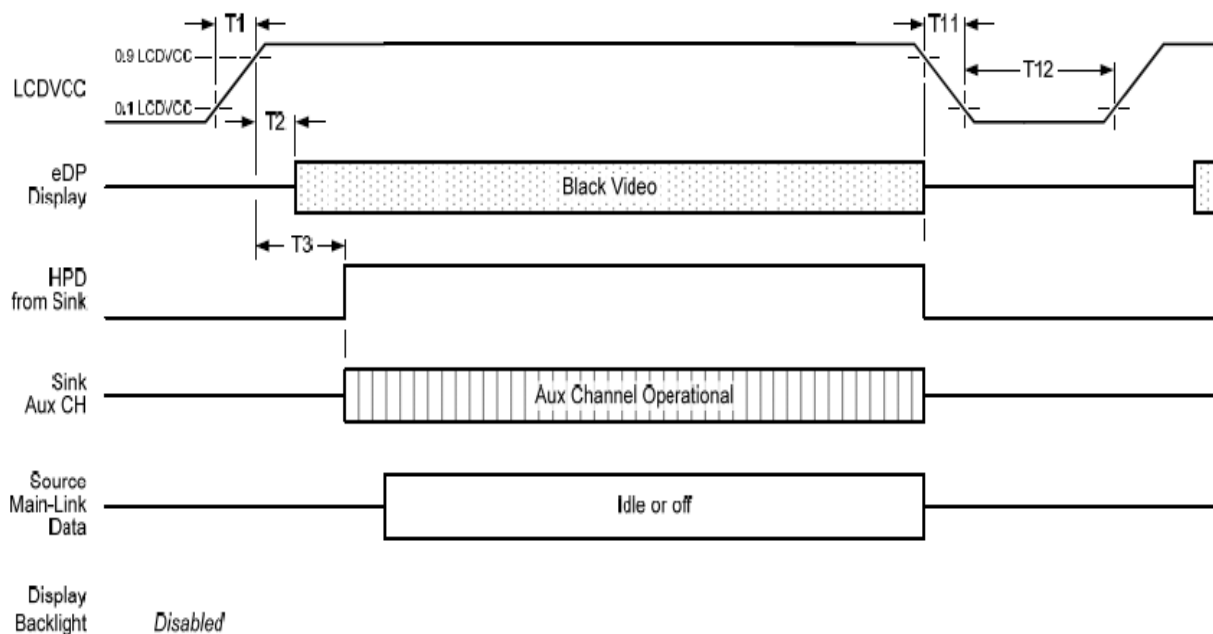 T1
T11
0.9 LCDVCC
LCDVCC
T12
0.1 LCDVCC
T2
eDP
Display
Black Video
T3
HPD
from Sink
Sink
Aux CH
Aux Channel Operational
Source
Main-Link
Data
Idle or off
Display
Backlight
Disabled